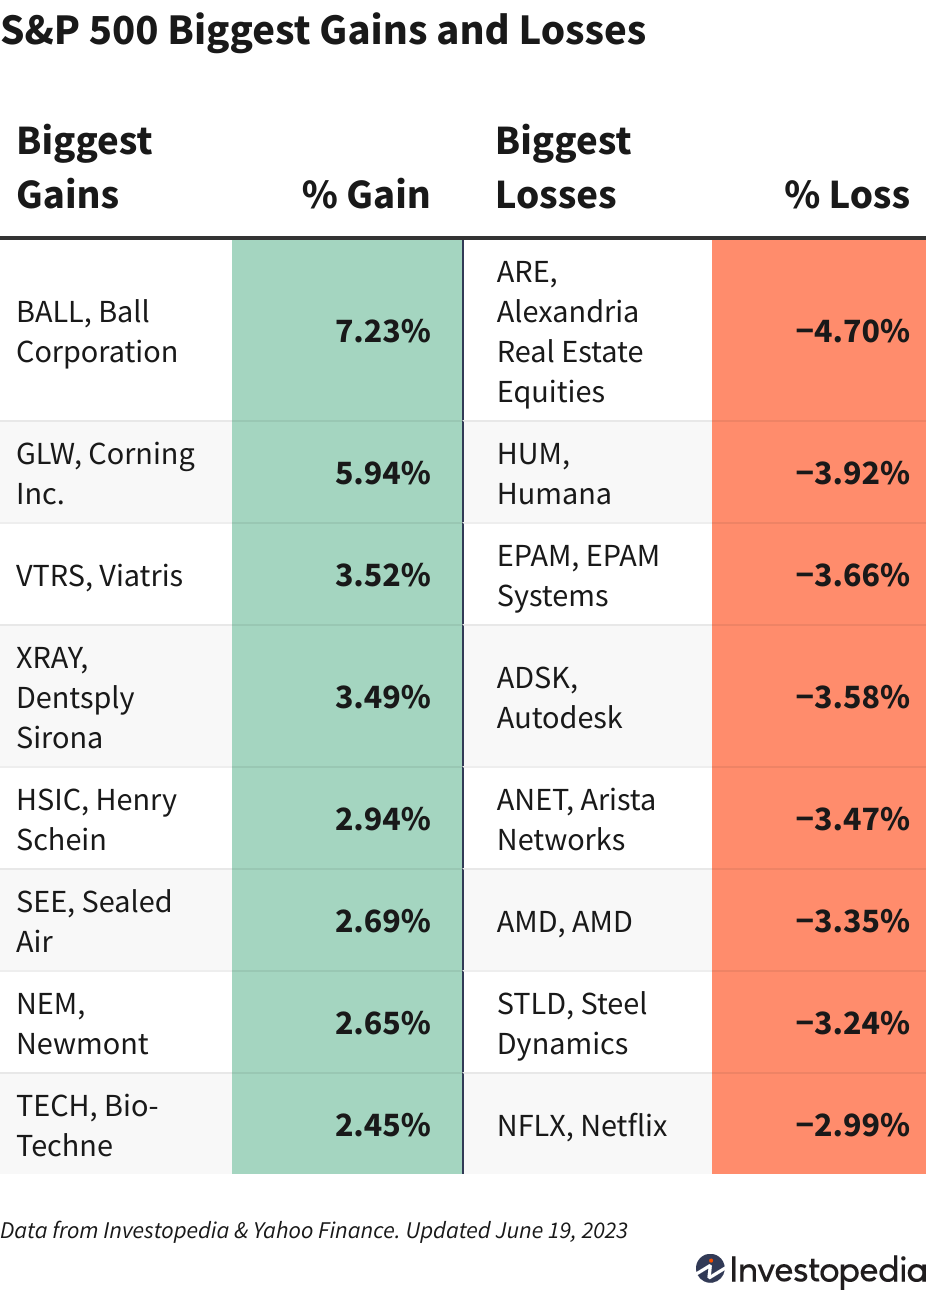 S&P 500 Biggest Gains and Losses
Biggest
Gains
% Gain
Biggest
Losses
% Loss
BALL, Ball
Corporation
7.23%
ARE,
Alexandria
Real Estate
Equities
−4.70%
GLW, Corning
Inc.
5.94%
HUM,
Humana
−3.92%
VTRS, Viatris
3.52%
EPAM, EPAM
Systems
−3.66%
XRAY,
Dentsply
Sirona
3.49%
ADSK,
Autodesk
−3.58%
HSIC, Henry
Schein
2.94%
ANET, Arista
Networks
−3.47%
SEE, Sealed
Air
2.69%
AMD, AMD
−3.35%
NEM,
Newmont
2.65%
STLD, Steel
Dynamics
−3.24%
TECH, Bio-
Techne
2.45%
NFLX, Netflix
−2.99%
Data from Investopedia & Yahoo Finance. Updated June 19, 2023
Investopedia